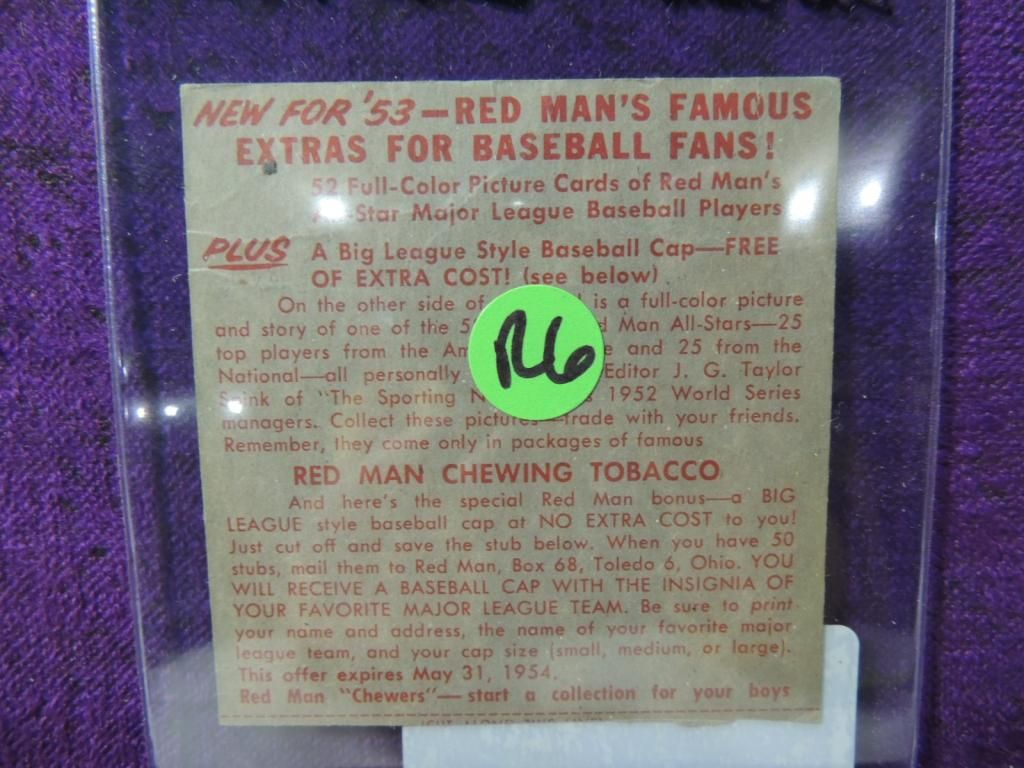 NEW FOR '53—RED MAN'S FAMOUS
EXTRAS FOR BASEBALL FANS!
52 Full-Color Picture Cards of Red Man's
Star Major League Baseball Players
PLUS A Big League Style Baseball Cap—FREE
OF EXTRA COST! (see below)
On the other side of is a full-color picture
and story of one of the Man All-Stars—25
top players from the and 25 from the
National—all personally Editor J. G. Taylor
Spink of "The Sporting 1952 World Series
managers. Collect these pictures—trade with your friends.
Remember, they come only in packages of famous
RED MAN CHEWING TOBACCO
And here's the special Red Man bonus—a BIG
LEAGUE style baseball cap at NO EXTRA COST to you!
Just cut off and save the stub below. When you have 50
stubs, mail them to Red Man, Box 68, Toledo 6, Ohio. YOU
WILL RECEIVE A BASEBALL CAP WITH THE INSIGNIA OF
YOUR FAVORITE MAJOR LEAGUE TEAM. Be sure to print
your name and address, the name of your favorite major
league team, and your cap size (small, medium, or large).
This offer expires May 31, 1954.
Red Man "Chewers"—start a collection for your boys
R6